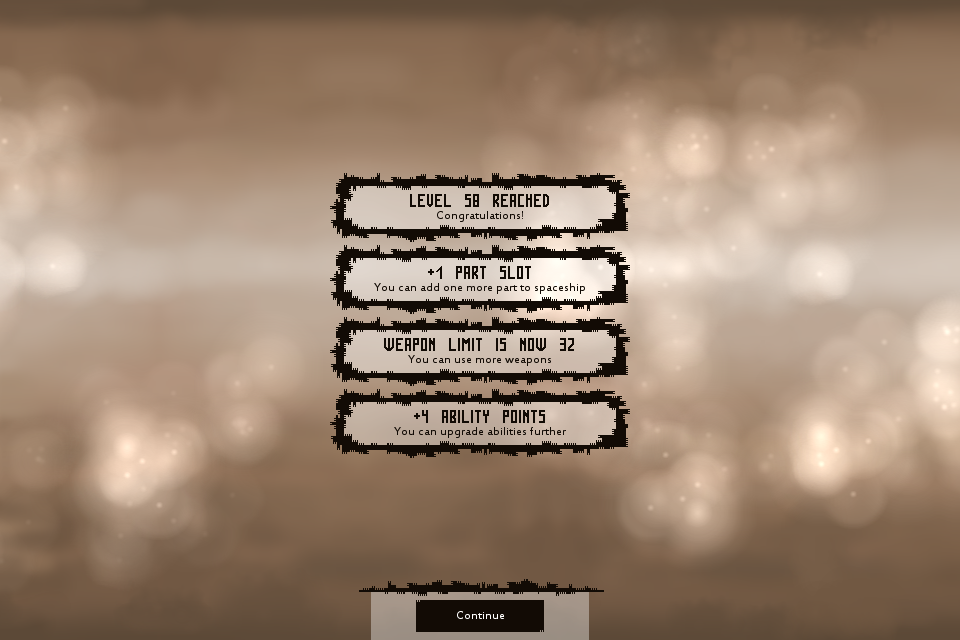 LEVEL 58 REACHED
Congratulations!
+1 PART SLOT
You can add one more part to spaceship
WEAPON LIMIT IS NOW 32
You can use more weapons
+4 ABILITY POINTS
You can upgrade abilities further
Continue